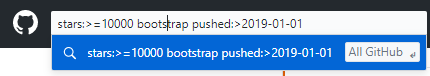 stars:>=10000 bootstrap pushed:>2019-01-01
stars:>=10000 bootstrap pushed:>2019-01-01 All GitHub ↵